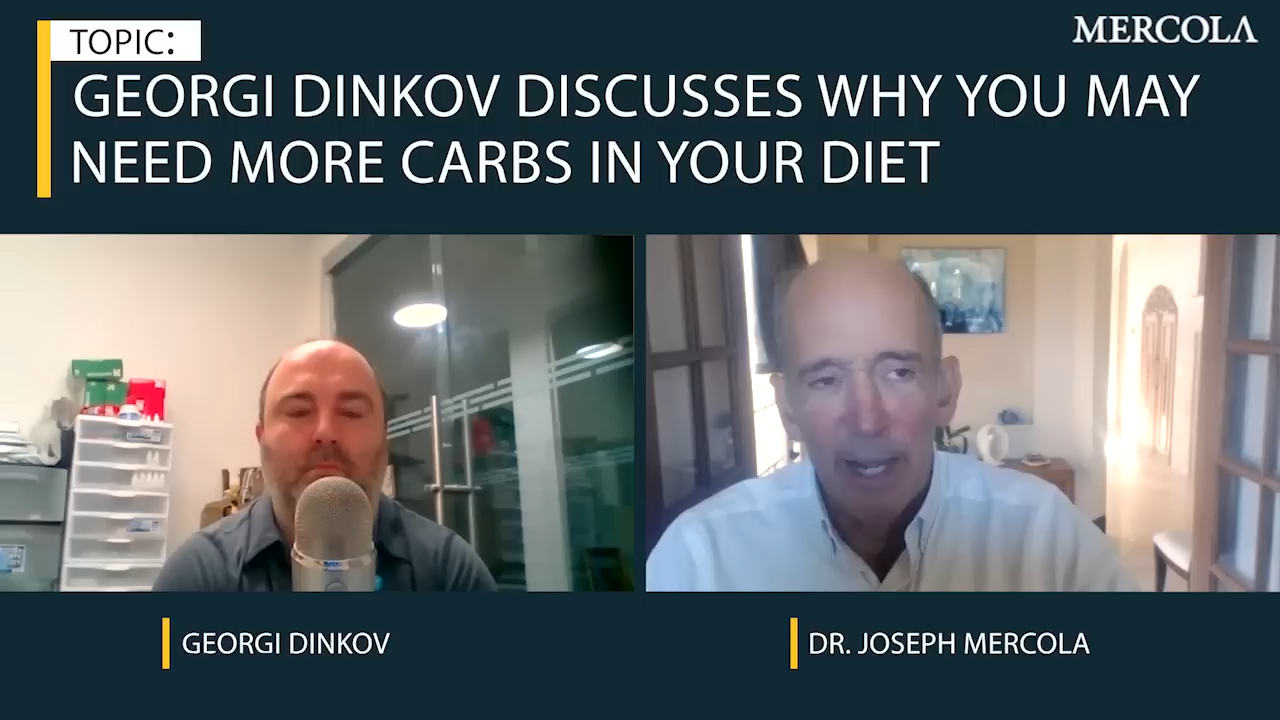 MERCOLA
TOPIC:
GEORGI DINKOV DISCUSSES WHY YOU MAY
NEED MORE CARBS IN YOUR DIET
GEORGI DINKOV
DR. JOSEPH MERCOLA